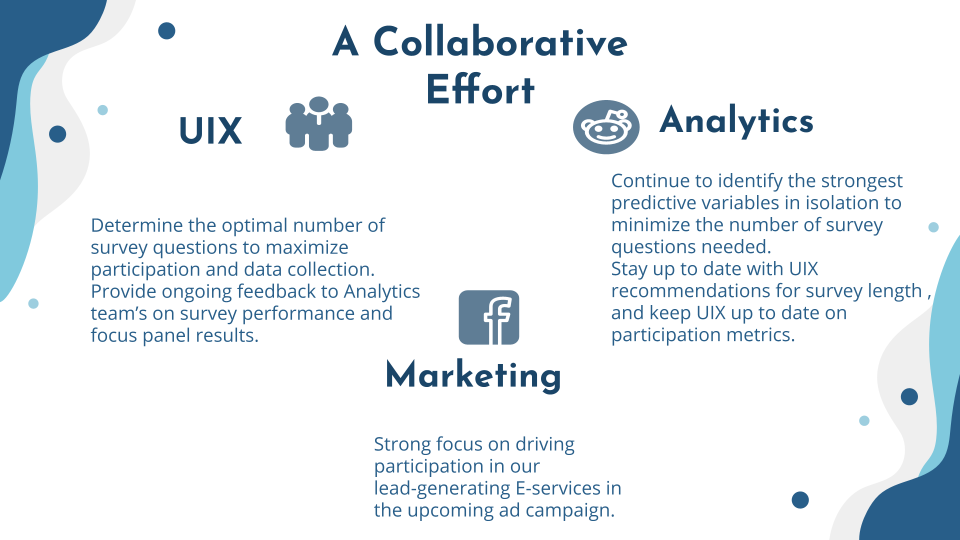 A Collaborative
Effort
UIX
Analytics
Determine the optimal number of
survey questions to maximize
participation and data collection.
Provide ongoing feedback to Analytics
team’s on survey performance and
focus panel results.
Continue to identify the strongest
predictive variables in isolation to
minimize the number of survey
questions needed.
Stay up to date with UIX
recommendations for survey length ,
and keep UIX up to date on
participation metrics.
Marketing
Strong focus on driving
participation in our
lead-generating E-services in
the upcoming ad campaign.